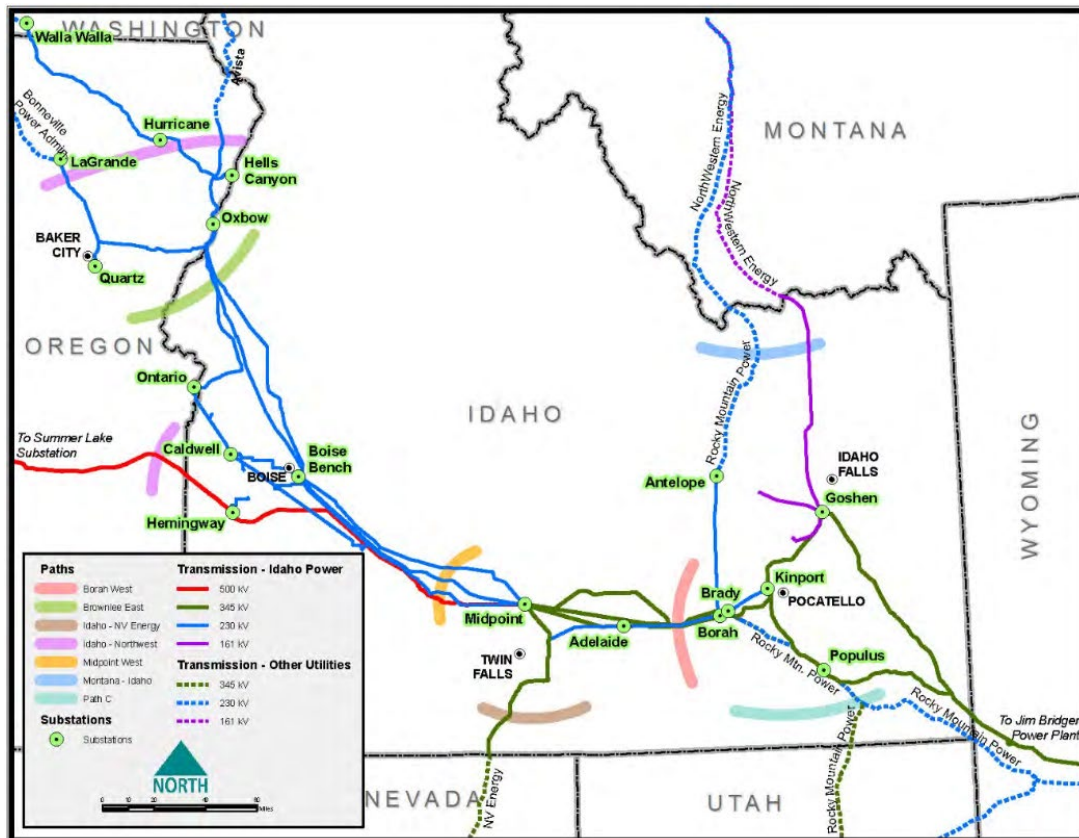 WASHINGTON
Walla Walla
Avista
Bonneville
Power Admin
Hurricane
LaGrande
Hells
Canyon
Oxbow
BAKER
CITY
Quartz
OREGON
Ontario
To Summer Lake
Substation
Caldwell
BOISE
Boise
Bench
Hemingway
IDAHO
MONTANA
NorthWestern Energy
NorthWestern Energy
Rocky Mountain Power
Antelope
IDAHO
FALLS
Goshen
WYOMING
Kinport
POCATELLO
Brady
Borah
Midpoint
Adelaide
TWIN
FALLS
Populus
Rocky Mtn. Power
Rocky Mountain Power
Rocky Mountain Power
To Jim Bridger
Power Plant
NV Energy
NEVADA
UTAH
Paths
Borah West
Brownlee East
Idaho - NV Energy
Idaho - Northwest
Midpoint West
Montana - Idaho
Path C
Substations
Substations
Transmission - Idaho Power
500 kV
345 kV
230 kV
161 kV
Transmission - Other Utilities
345 kV
230 kV
161 kV
NORTH